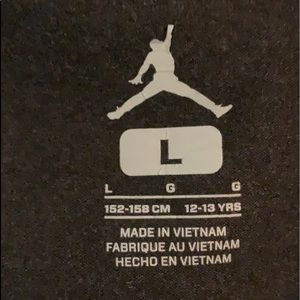 L
L G G
152-158 CM 12-13 YRS
MADE IN VIETNAM
FABRIQUE AU VIETNAM
HECHO EN VIETNAM